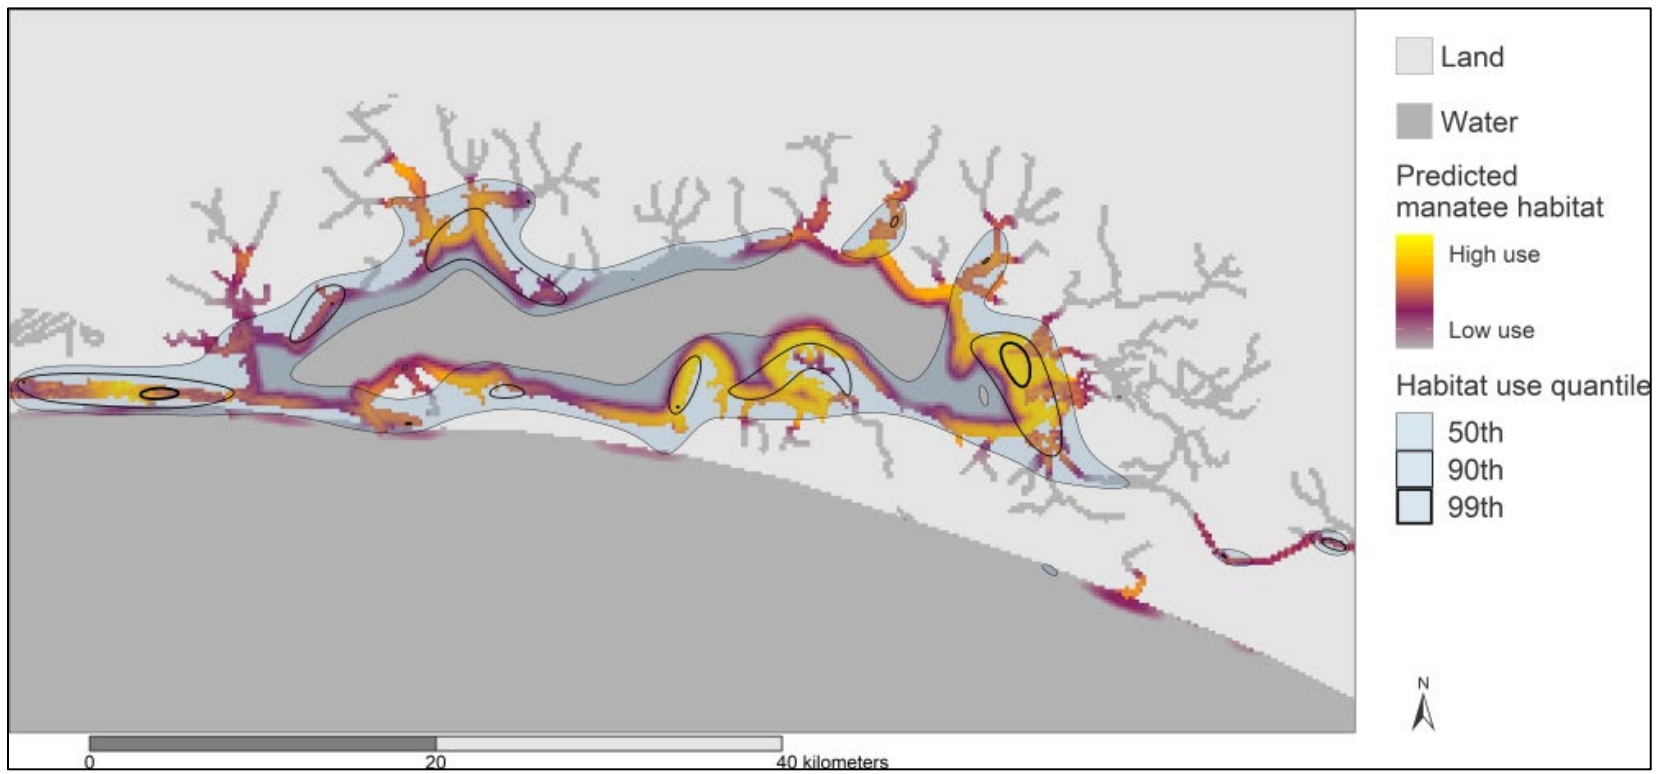 Land
Water
Predicted
manatee habitat
High use
Low use
Habitat use quantile
50th
90th
99th
N
0 20 40 kilometers